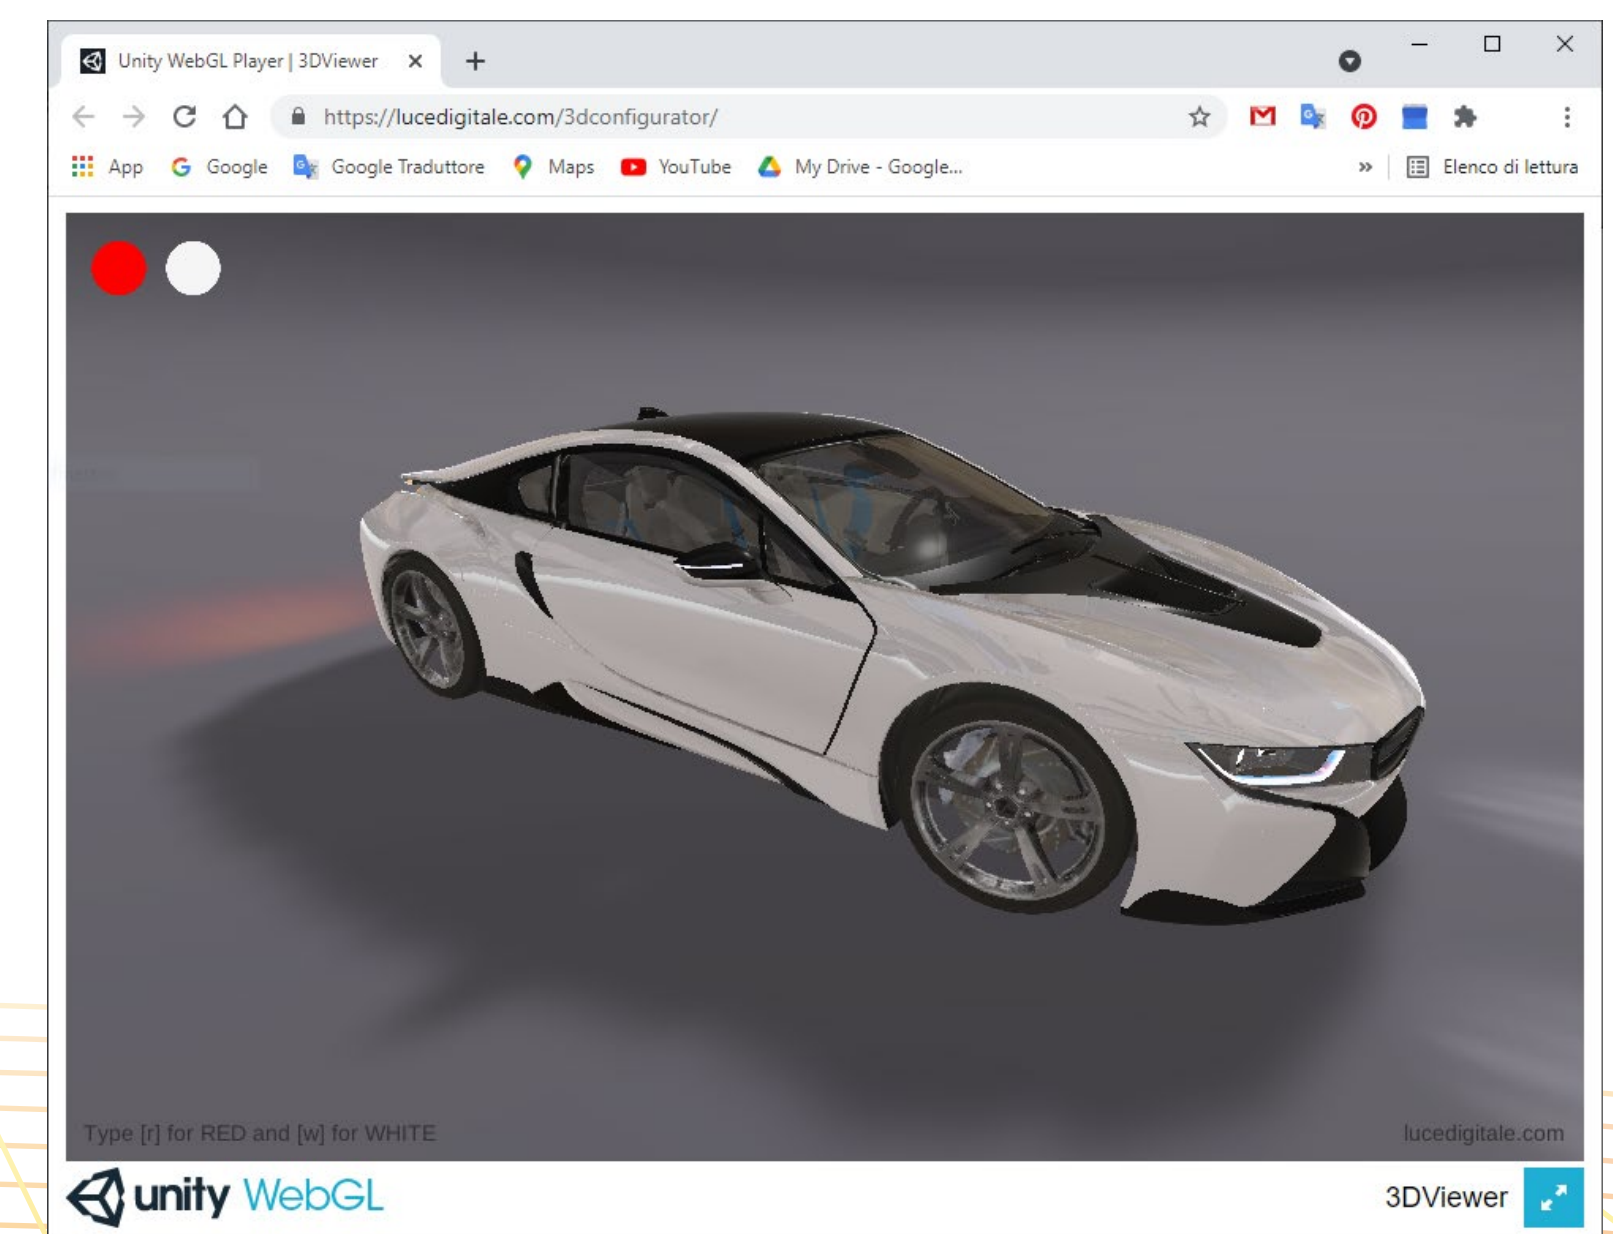 Unity WebGL Player | 3DViewer
https://lucedigitale.com/3dconfigurator/
App Google Google Traduttore Maps YouTube My Drive - Google... » Elenco di lettura
Type [r] for RED and [w] for WHITE
lucedigitale.com
unity WebGL
3DViewer